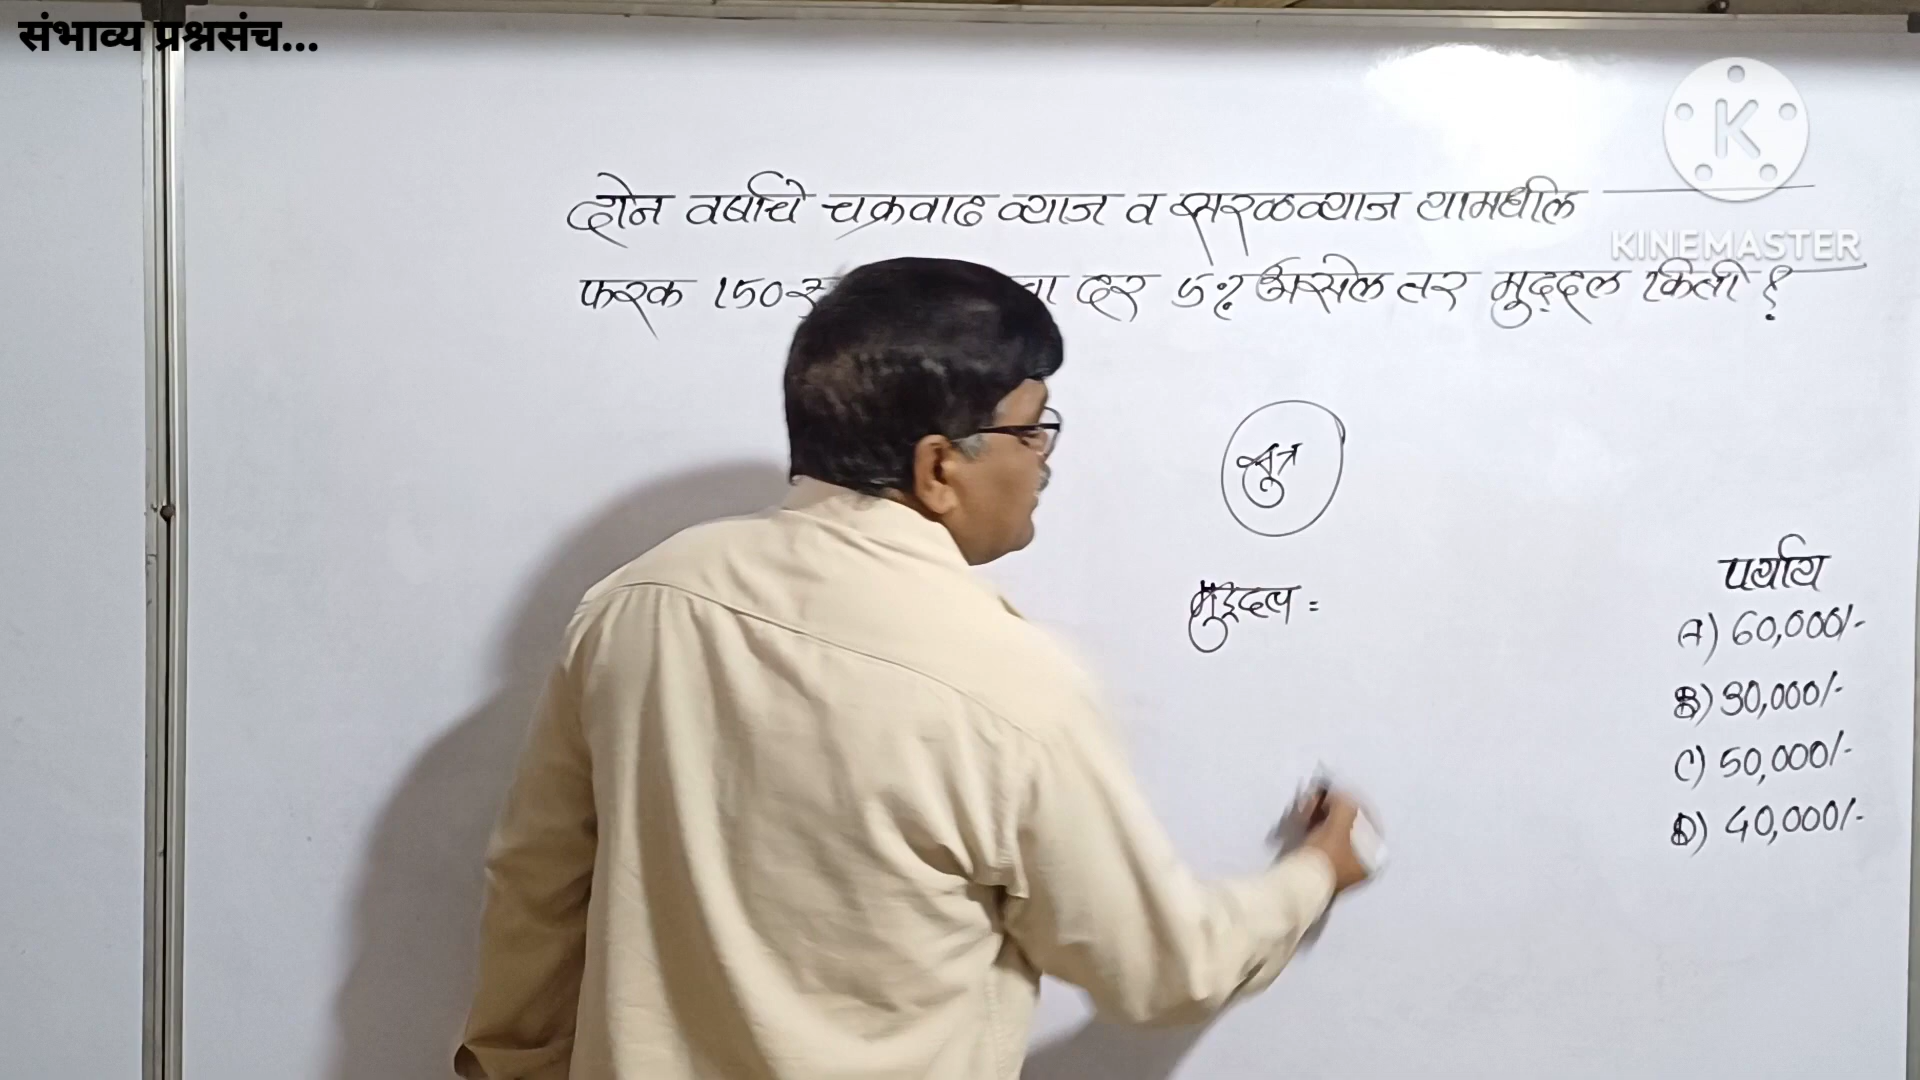 संभाव्य प्रश्नसंच...
KINEMASTER
दोन वर्षाचे चक्रवाढ व्याज व सरळव्याज यामधील
फरक 150रु दर 5% असेल तर मुद्दल किती?
सुत्र
मुद्दल =
पर्याय
A) 60,000/-
B) 30,000/-
C) 50,000/-
D) 40,000/-